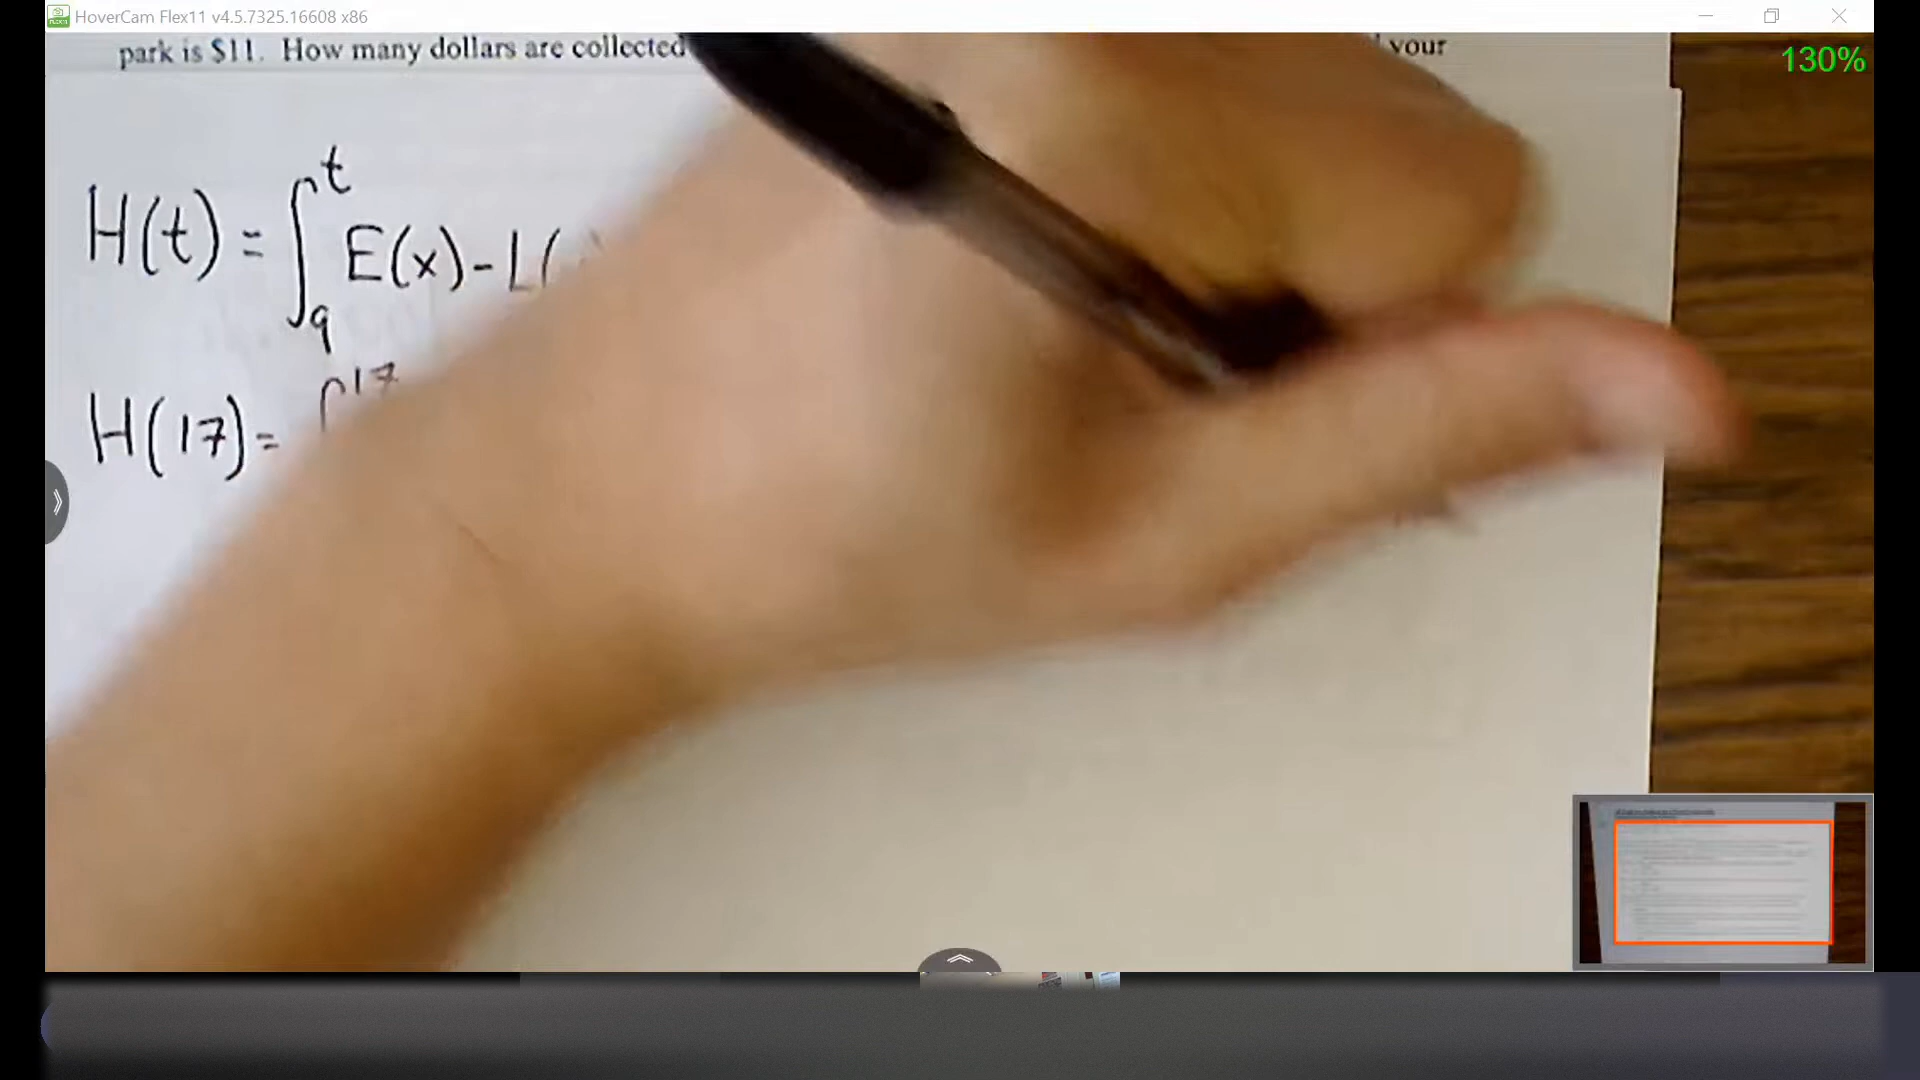 HoverCam Flex11 v4.5.7325.16608 x86
130%
park is $11. How many dollars are collected your
H(t) = ∫_9^t E(x) - L(
H(17) = ∫^17